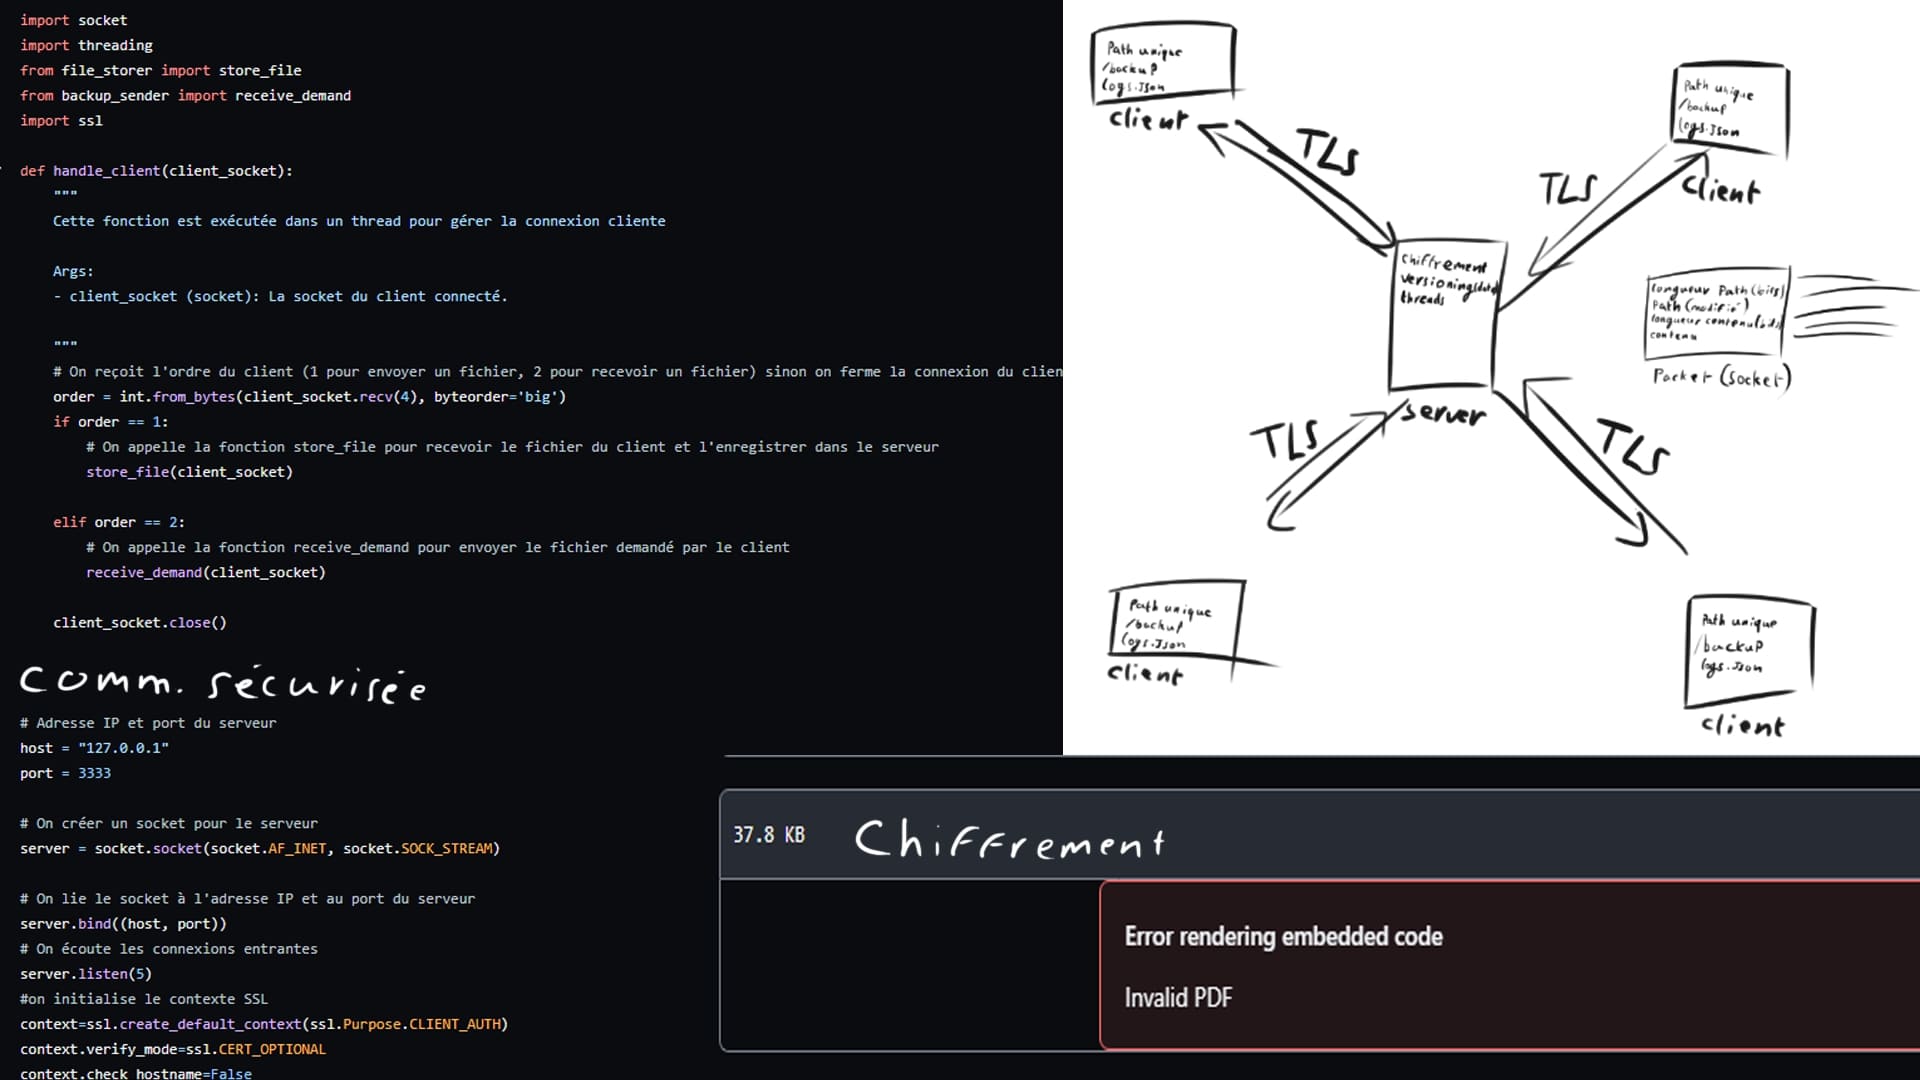 import socket
import threading
from file_storer import store_file
from backup_sender import receive_demand
import ssl
def handle_client(client_socket):
"""
Cette fonction est exécutée dans un thread pour gérer la connexion cliente
Args:
- client_socket (socket): La socket du client connecté.
"""
# On reçoit l'ordre du client (1 pour envoyer un fichier, 2 pour recevoir un fichier) sinon on ferme la connexion du clien
order = int.from_bytes(client_socket.recv(4), byteorder='big')
if order == 1:
# On appelle la fonction store_file pour recevoir le fichier du client et l'enregistrer dans le serveur
store_file(client_socket)
elif order == 2:
# On appelle la fonction receive_demand pour envoyer le fichier demandé par le client
receive_demand(client_socket)
client_socket.close()
Comm. sécurisée
# Adresse IP et port du serveur
host = "127.0.0.1"
port = 3333
# On créer un socket pour le serveur
server = socket.socket(socket.AF_INET, socket.SOCK_STREAM)
# On lie le socket à l'adresse IP et au port du serveur
server.bind((host, port))
# On écoute les connexions entrantes
server.listen(5)
#on initialise le contexte SSL
context=ssl.create_default_context(ssl.Purpose.CLIENT_AUTH)
context.verify_mode=ssl.CERT_OPTIONAL
context.check_hostname=False
Path unique
/backup
logs.Json
client
TLS
Path unique
/backup
logs.Json
client
TLS
chiffrement
threads
server
longueur Path (bits)
Path (modifié)
contenu
Packet (socket)
TLS
TLS
Path unique
/backup
logs.Json
client
Path unique
/backup
logs.Json
client
37.8 KB
Chiffrement
Error rendering embedded code
Invalid PDF